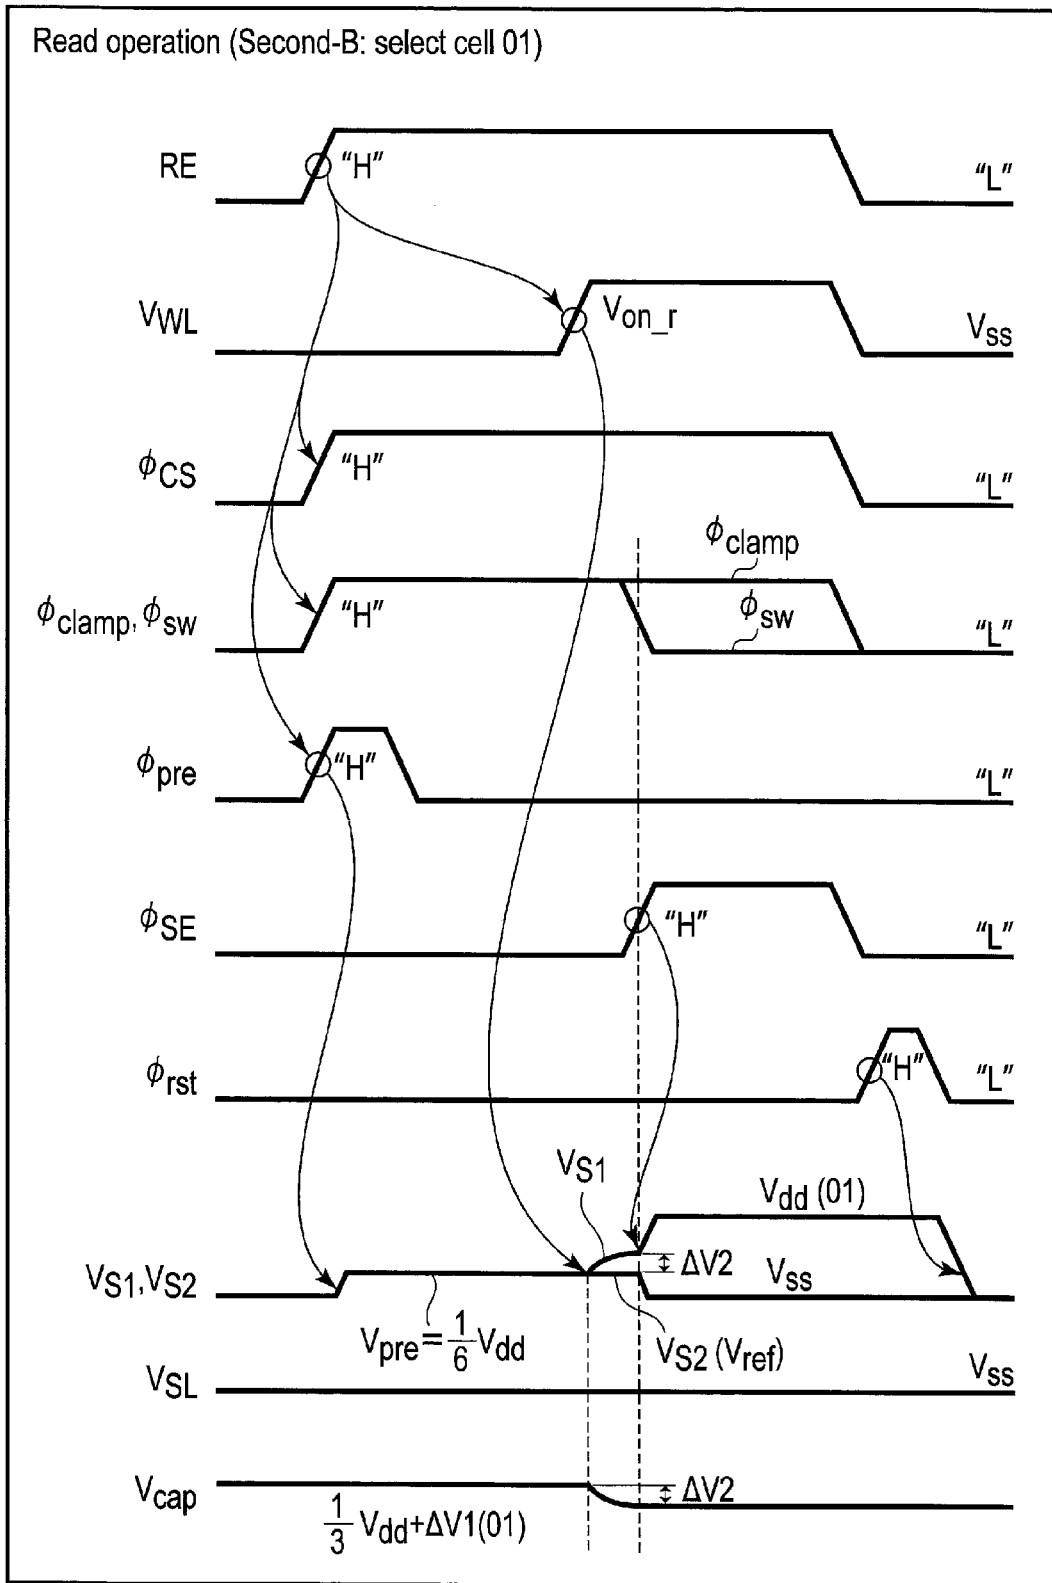 Read operation (Second-B: select cell 01)
RE “H” “L”
VWL Von_r Vss
ϕCS “H” “L”
ϕclamp
ϕclamp, ϕsw “H” ϕsw “L”
ϕpre “H” “L”
ϕSE “H” “L”
ϕrst “H” “L”
VS1 Vdd (01)
VS1,VS2 ΔV2 Vss
Vpre=1/6 Vdd VS2 (Vref)
VSL Vss
Vcap ΔV2
1/3 Vdd+ΔV1(01)